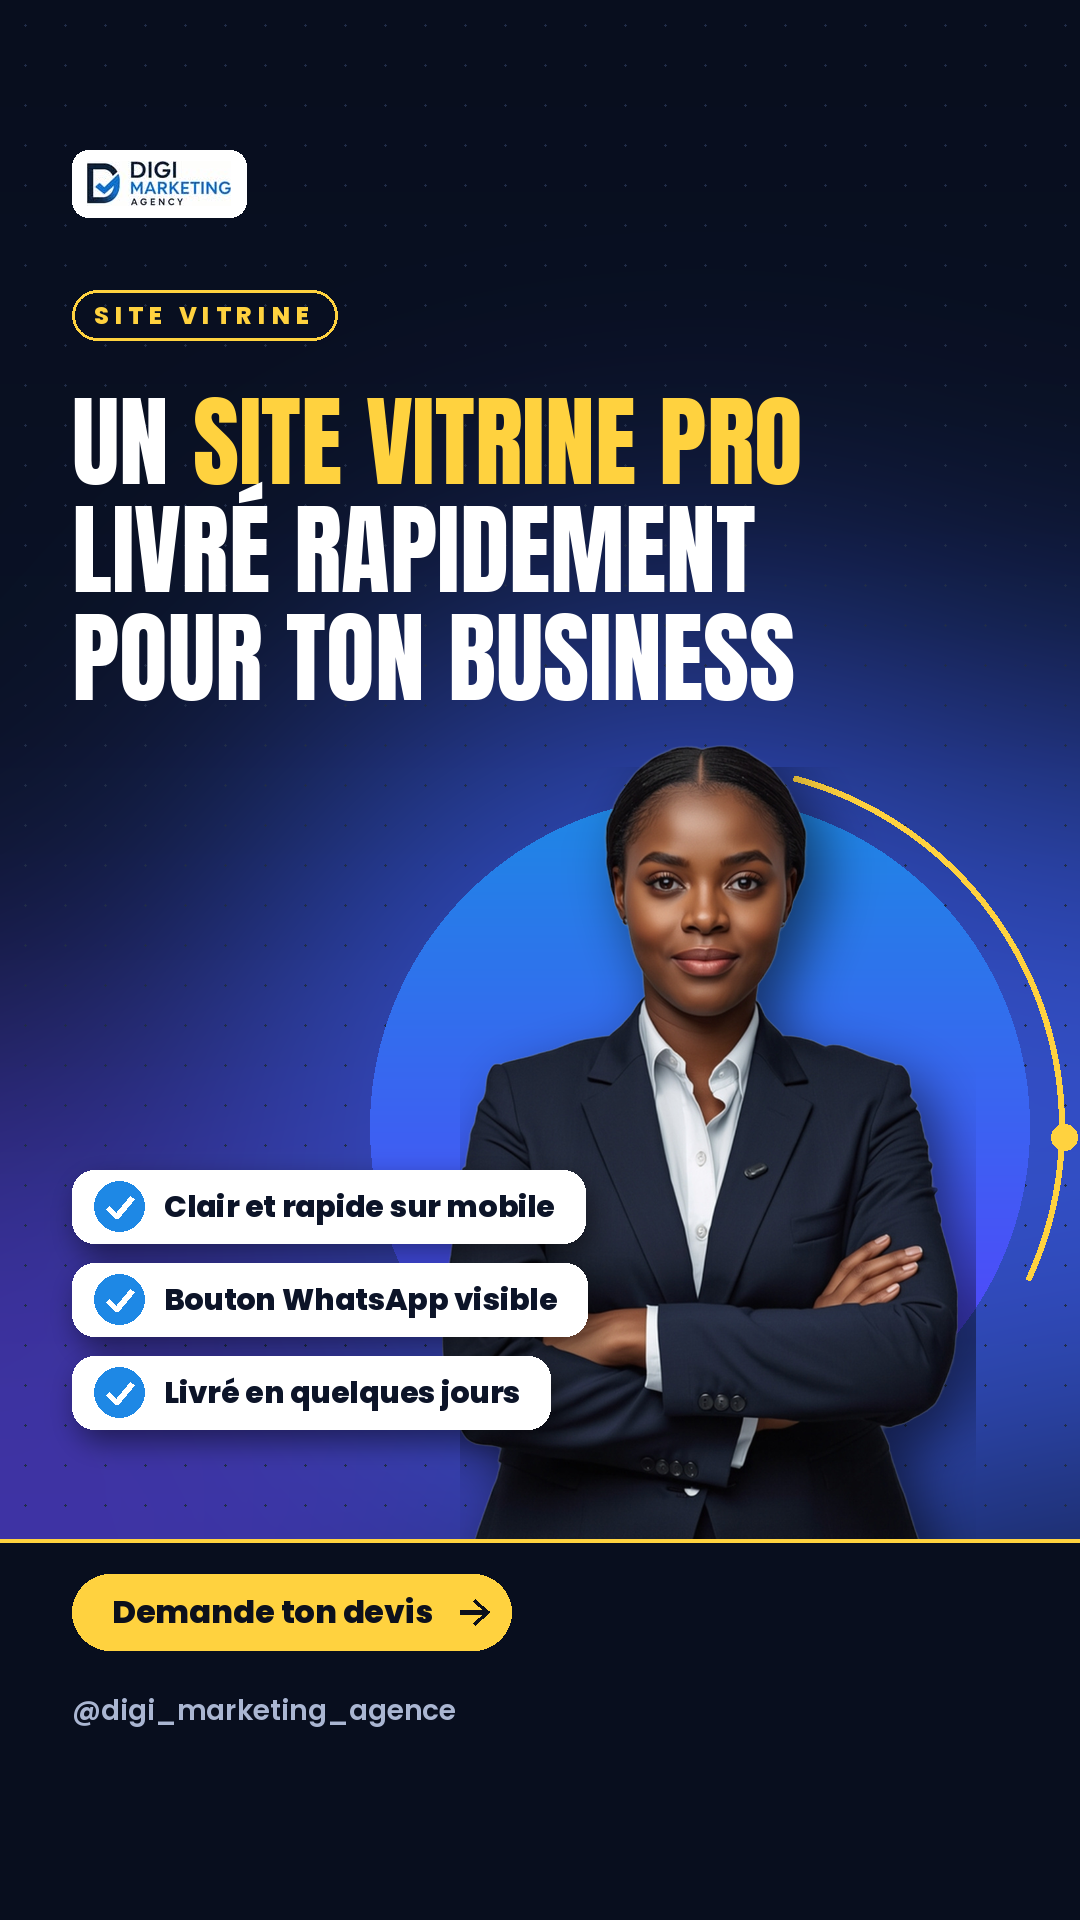 DIGI
MARKETING
AGENCY
SITE VITRINE
UN SITE VITRINE PRO
LIVRÉ RAPIDEMENT
POUR TON BUSINESS
Clair et rapide sur mobile
Bouton WhatsApp visible
Livré en quelques jours
Demande ton devis →
@digi_marketing_agence